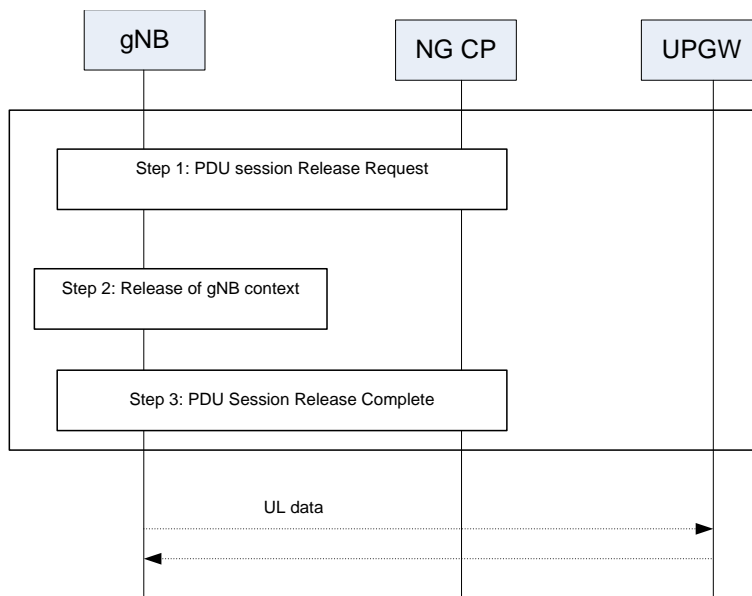 gNB
NG CP
UPGW
Step 1: PDU session Release Request
Step 2: Release of gNB context
Step 3: PDU Session Release Complete
UL data